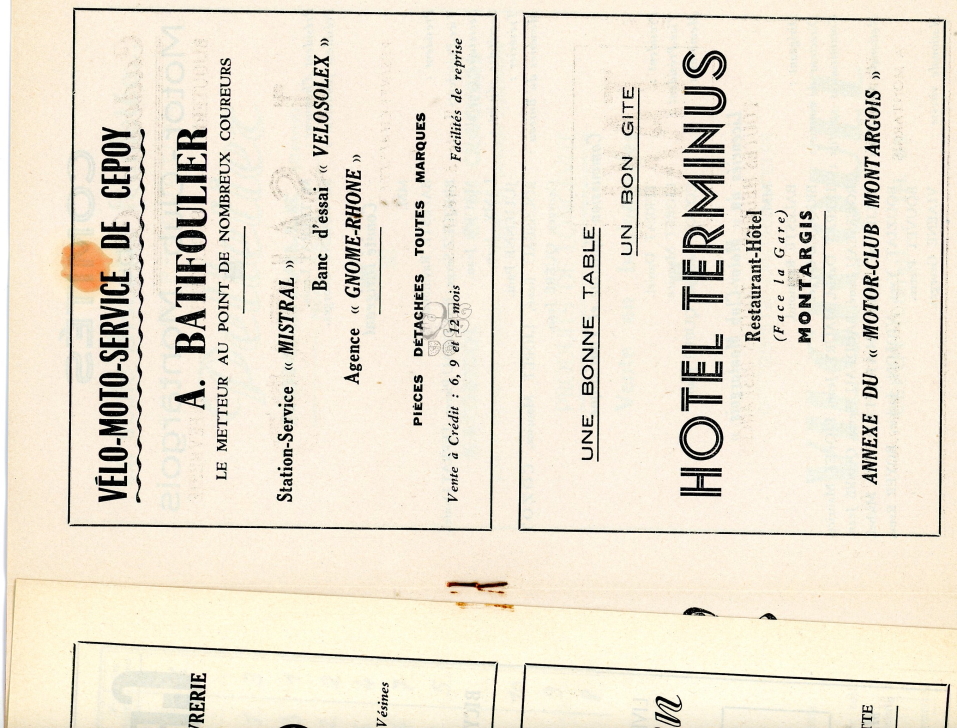 VÉLO-MOTO-SERVICE DE CEPOY
A. BATIFOULIER
LE METTEUR AU POINT DE NOMBREUX COUREURS
Station-Service « MISTRAL »
Banc d'essai « VELOSOLEX »
Agence « GNOME-RHONE »
PIÈCES DÉTACHÉES TOUTES MARQUES
Vente à Crédit : 6, 9 et 12 mois Facilités de reprise
UNE BONNE TABLE
UN BON GITE
HOTEL TERMINUS
Restaurant-Hôtel
(Face la Gare)
MONTARGIS
ANNEXE DU « MOTOR-CLUB MONTARGOIS »
VRERIE
Vésines